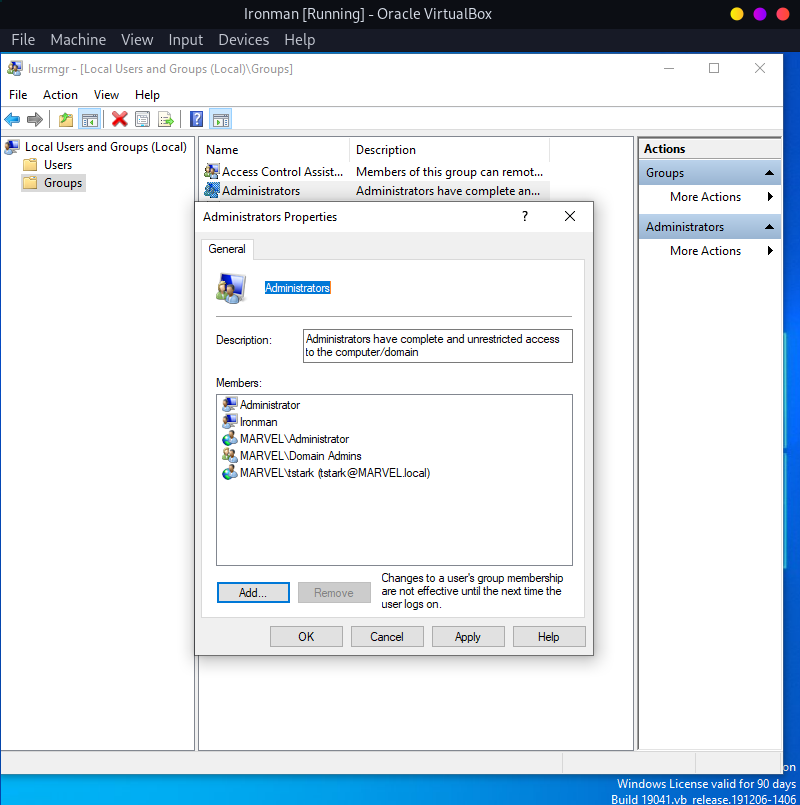 Ironman [Running] - Oracle VirtualBox
File Machine View Input Devices Help
lusrmgr - [Local Users and Groups (Local)\Groups]
File Action View Help
Local Users and Groups (Local)
Users
Groups
Name Description
Access Control Assist... Members of this group can remot...
Administrators Administrators have complete an...
Actions
Groups
More Actions
Administrators
More Actions
Administrators Properties
?
General
Administrators
Description:
Administrators have complete and unrestricted access
to the computer/domain
Members:
Administrator
Ironman
MARVEL\Administrator
MARVEL\Domain Admins
MARVEL\tstark (tstark@MARVEL.local)
Add...
Remove
Changes to a user's group membership
are not effective until the next time the
user logs on.
OK Cancel Apply Help
on
Windows License valid for 90 days
Build 19041.vb_release.191206-1406